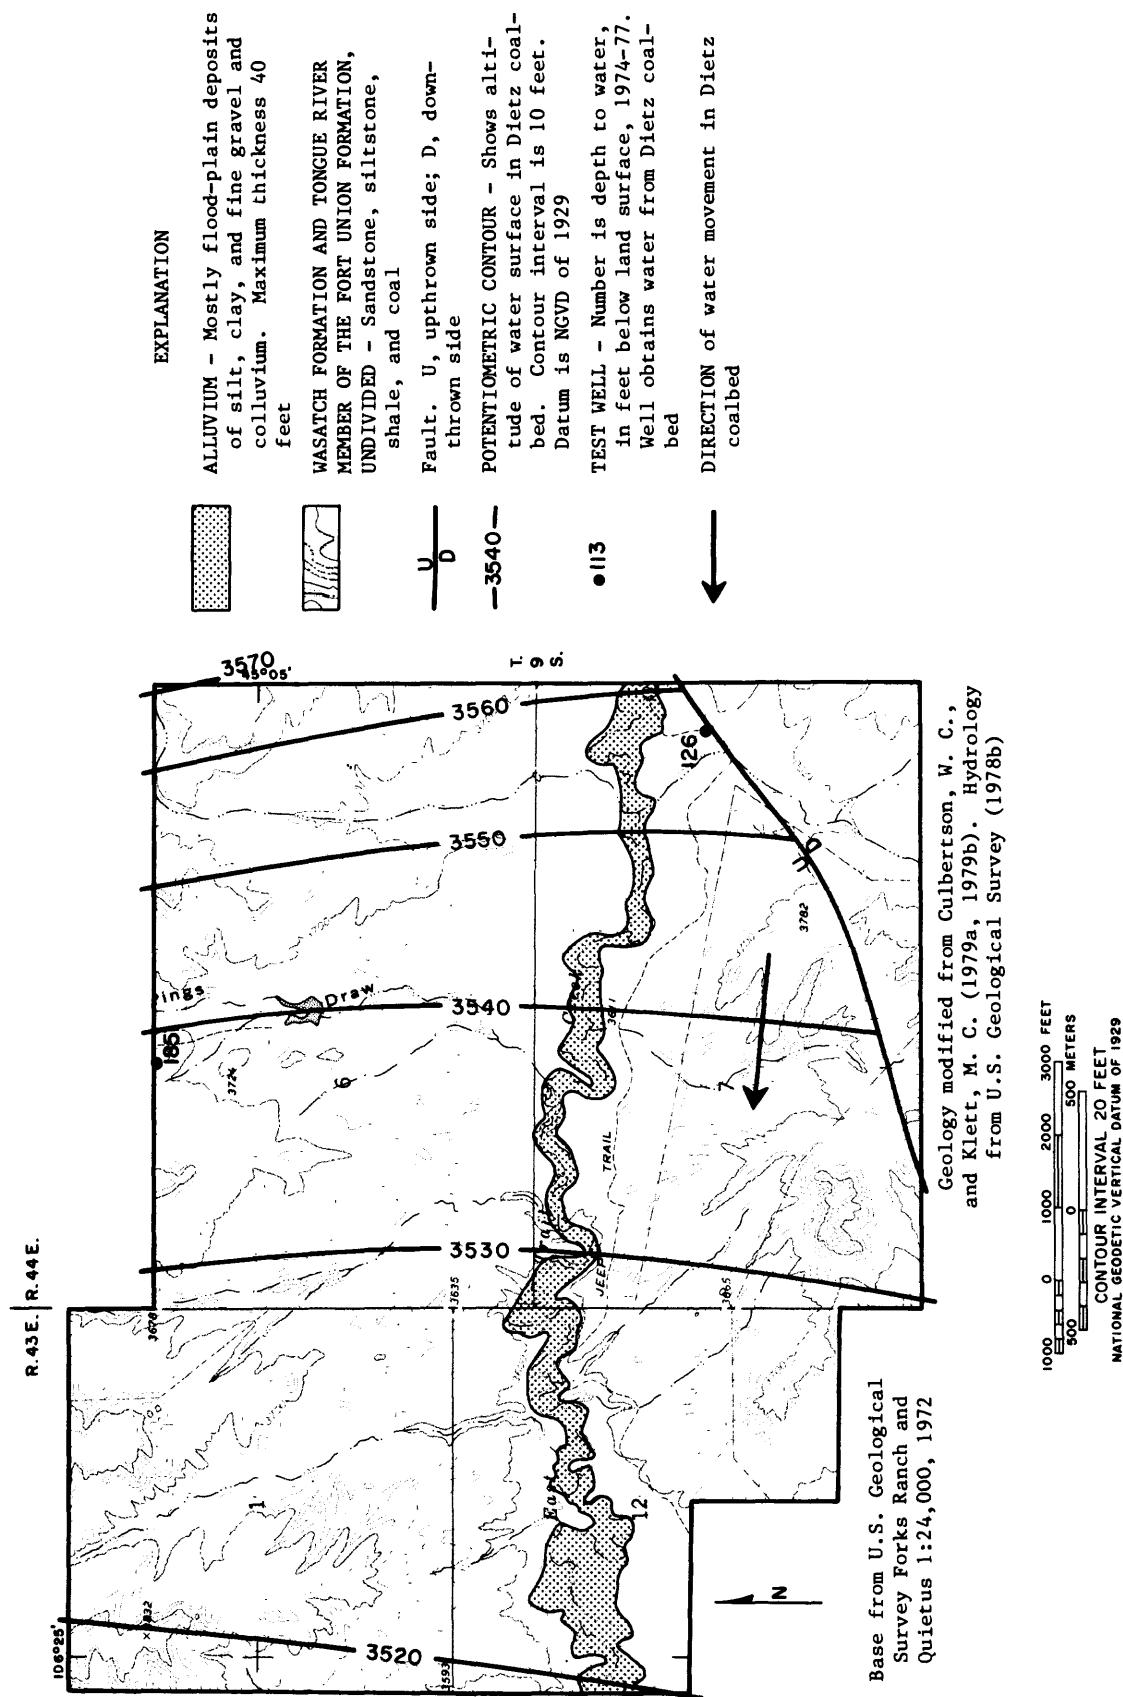 EXPLANATION
ALLUVIUM - Mostly flood-plain deposits
of silt, clay, and fine gravel and
colluvium. Maximum thickness 40
feet
WASATCH FORMATION AND TONGUE RIVER
MEMBER OF THE FORT UNION FORMATION,
UNDIVIDED - Sandstone, siltstone,
shale, and coal
U
D
Fault. U, upthrown side; D, down-
thrown side
—3540—
POTENTIOMETRIC CONTOUR - Shows alti-
tude of water surface in Dietz coal-
bed. Contour interval is 10 feet.
Datum is NGVD of 1929
●113
TEST WELL - Number is depth to water,
in feet below land surface, 1974-77.
Well obtains water from Dietz coal-
bed
DIRECTION of water movement in Dietz
coalbed
R.43 E. R.44 E.
106°25'
3570
45°05'
T.
9
S.
3560
3550
3540
3530
3520
185
126
ings
Draw
3724
6
3670
3635
3832
1
3593
12
East
Creek
JEEP
TRAIL
3782
7
U
D
N
Base from U.S. Geological
Survey Forks Ranch and
Quietus 1:24,000, 1972
Geology modified from Culbertson, W. C.,
and Klett, M. C. (1979a, 1979b). Hydrology
from U.S. Geological Survey (1978b)
1000 0 1000 2000 3000 FEET
500 0 500 METERS
CONTOUR INTERVAL 20 FEET
NATIONAL GEODETIC VERTICAL DATUM OF 1929